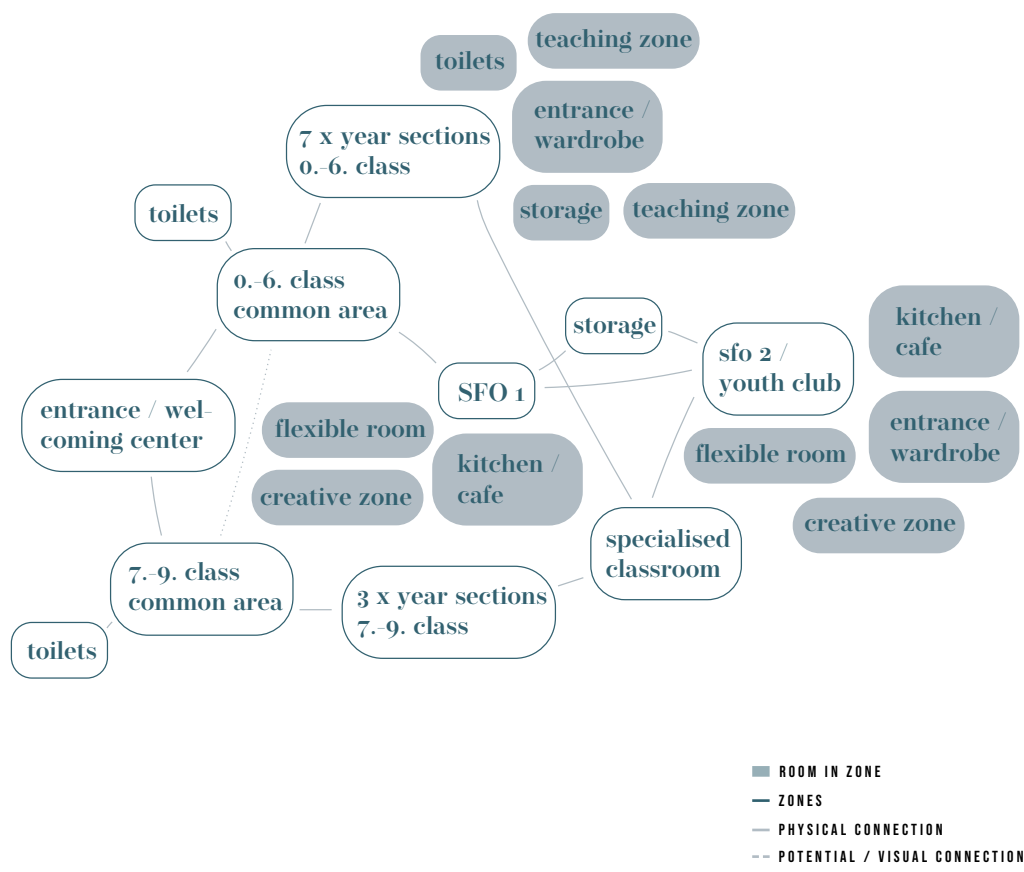 teaching zone
toilets
entrance /
wardrobe
7 x year sections
0.-6. class
storage
teaching zone
toilets
0.-6. class
common area
storage
kitchen /
cafe
sfo 2 /
youth club
SFO 1
entrance / wel-
coming center
flexible room
kitchen /
cafe
creative zone
entrance /
wardrobe
flexible room
creative zone
specialised
classroom
7.-9. class
common area
3 x year sections
7.-9. class
toilets
ROOM IN ZONE
ZONES
PHYSICAL CONNECTION
POTENTIAL / VISUAL CONNECTION